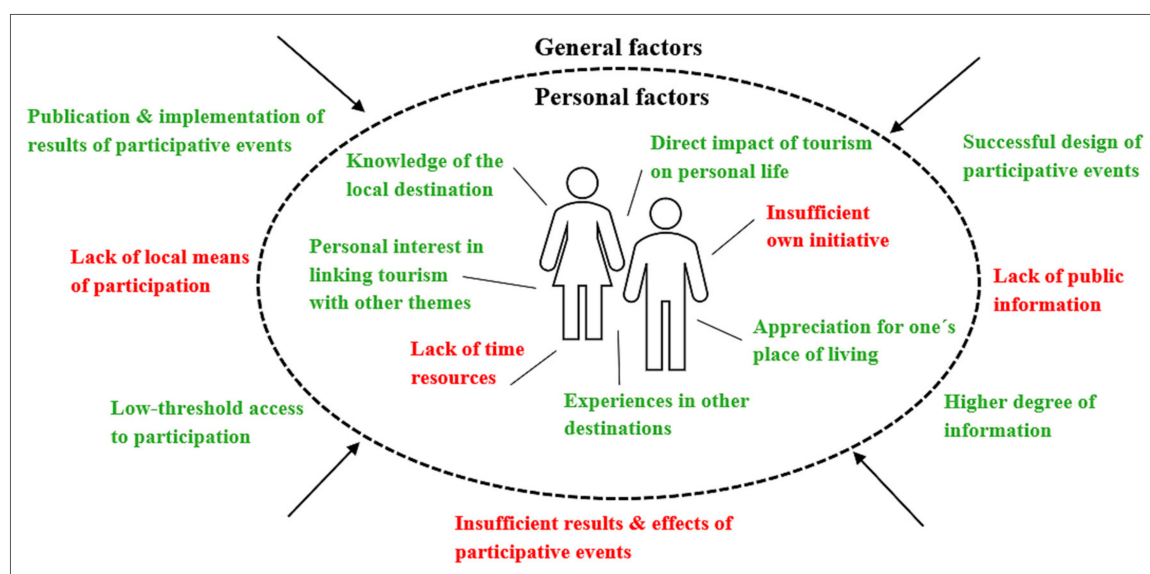 General factors
Personal factors
Publication & implementation of
results of participative events
Knowledge of the
local destination
Direct impact of tourism
on personal life
Successful design of
participative events
Insufficient
own initiative
Lack of local means
of participation
Personal interest in
linking tourism
with other themes
Lack of public
information
Lack of time
resources
Appreciation for one´s
place of living
Low-threshold access
to participation
Experiences in other
destinations
Higher degree of
information
Insufficient results & effects of
participative events